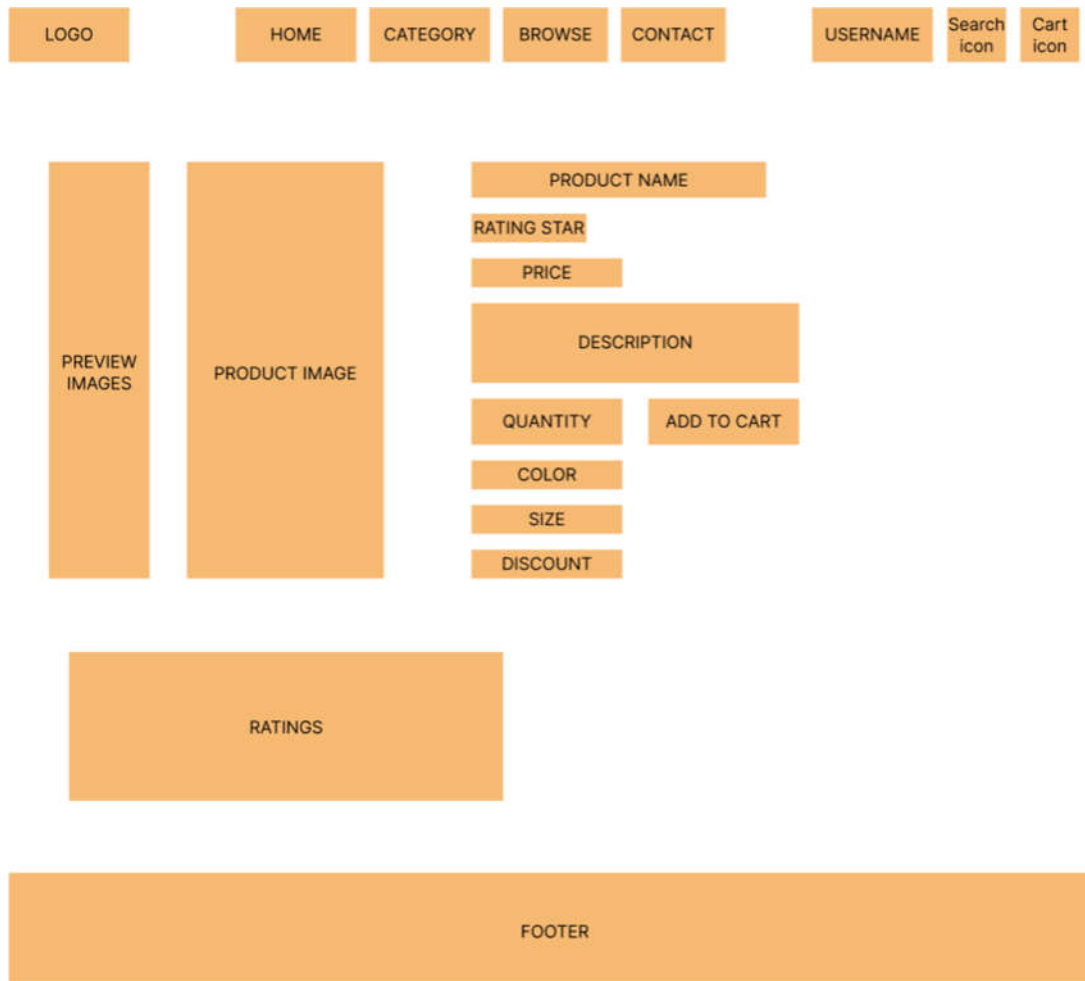 LOGO
HOME
CATEGORY
BROWSE
CONTACT
USERNAME
Search
icon
Cart
icon
PREVIEW
IMAGES
PRODUCT IMAGE
PRODUCT NAME
RATING STAR
PRICE
DESCRIPTION
QUANTITY
ADD TO CART
COLOR
SIZE
DISCOUNT
RATINGS
FOOTER